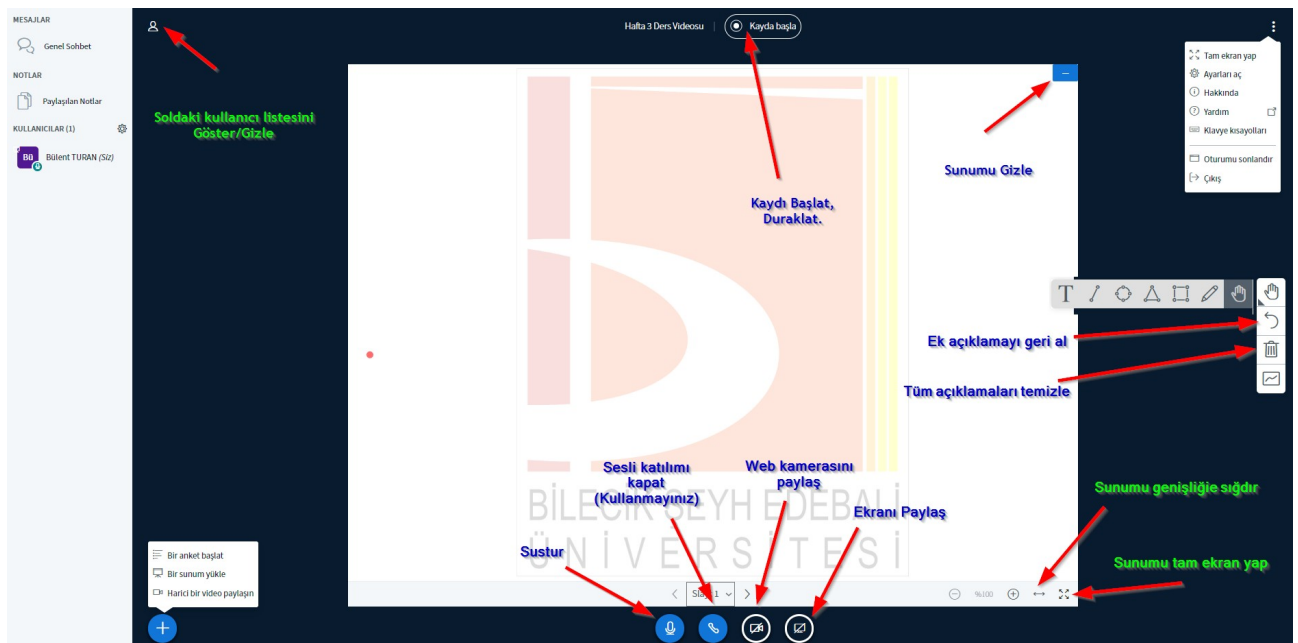 MESAJLAR
Genel Sohbet
NOTLAR
Paylaşılan Notlar
KULLANICILAR (1)
Bü
Bülent TURAN (Siz)
Hafta 3 Ders Videosu
Kayda başla
Tam ekran yap
Ayarları aç
Hakkında
Yardım
Klavye kısayolları
Oturumu sonlandır
Çıkış
Soldaki kullanıcı listesini
Göster/Gizle
Sunumu Gizle
Kaydı Başlat,
Duraklat.
T
Ek açıklamayı geri al
Tüm açıklamaları temizle
Sesli katılımı
kapat
(Kullanmayınız)
Web kamerasını
paylaş
Ekranı Paylaş
Sunumu genişliğie sığdır
BİLECİK ŞEYH EDEBALİ
ÜNİVERSİTESİ
Sustur
Sunumu tam ekran yap
Bir anket başlat
Bir sunum yükle
Harici bir video paylaşın
Slayt 1
%100